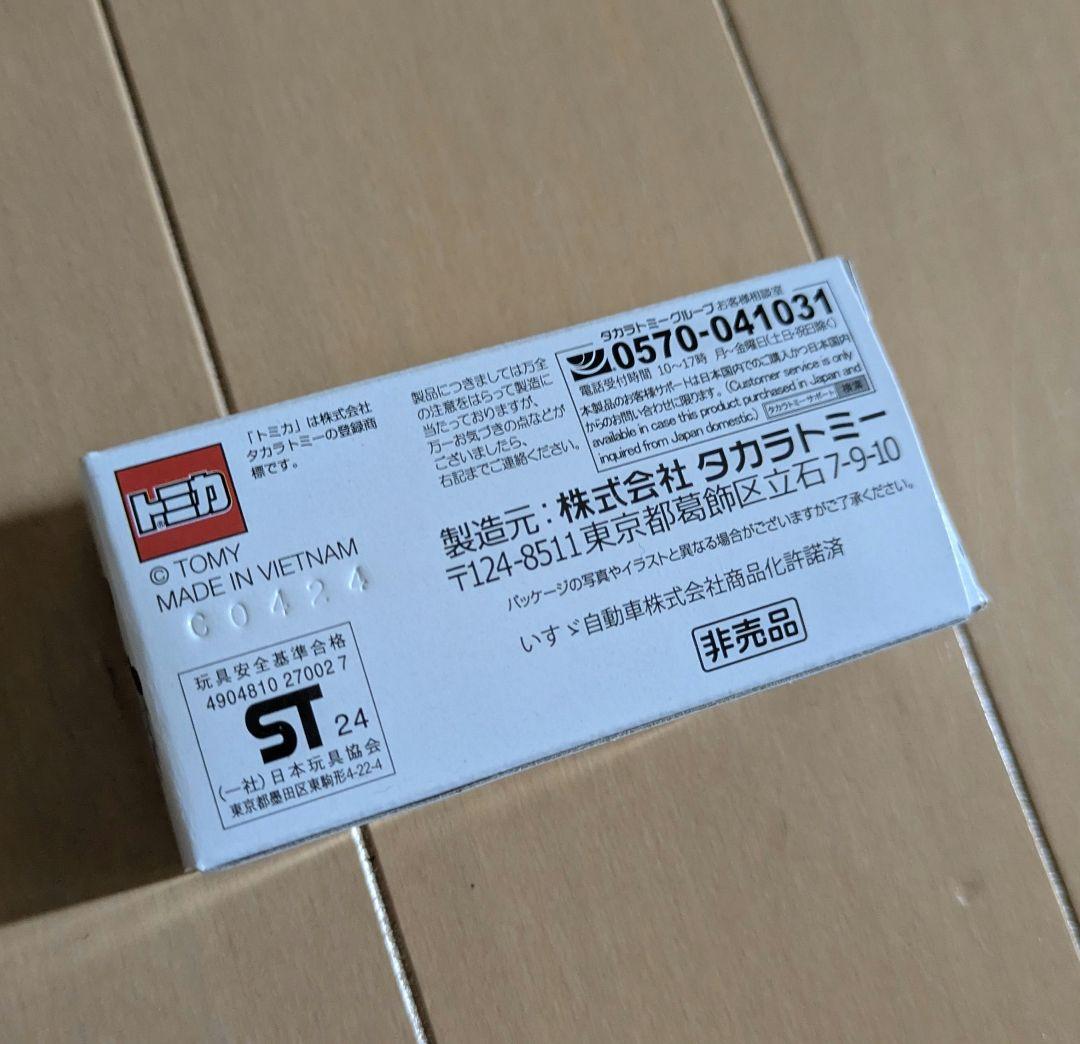 トミカ
®
「トミカ」は株式会社
タカラトミーの登録商
標です。
© TOMY
MADE IN VIETNAM
C0424
玩具安全基準合格
4904810 27002 7
ST 24
(一社)日本玩具協会
東京都墨田区東駒形4-22-4
製品につきましては万全
の注意をはらって製造に
当たっておりますが、
万一お気づきの点などが
ございましたら、
右記までご連絡ください。
タカラトミーグループお客様相談室
0570-041031
電話受付時間 10〜17時 月〜金曜日(土日・祝日除く)
本製品のお客様サポートは日本国内でのご購入かつ日本国内
からのお問い合わせに限ります。(Customer service is only
available in case this product purchased in Japan and
inquired from Japan domestic.) タカラトミーサポート 検索
製造元:株式会社 タカラトミー
〒124-8511 東京都葛飾区立石7-9-10
パッケージの写真やイラストと異なる場合がございますがご了承ください。
いすゞ自動車株式会社商品化許諾済
非売品